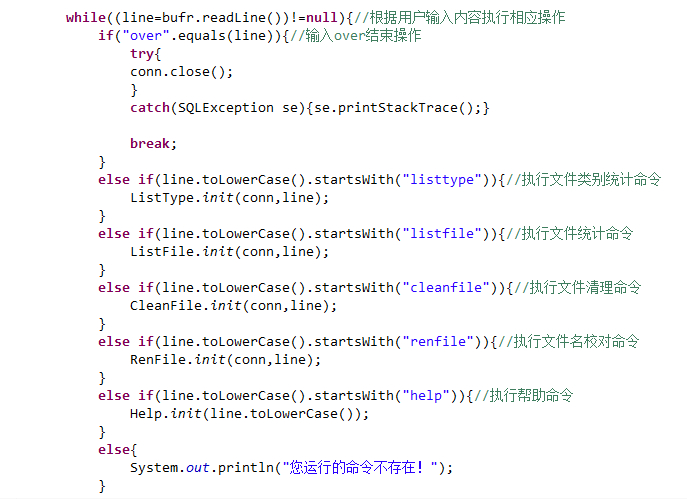 while((line=bufr.readLine())!=null){//根据用户输入内容执行相应操作
if("over".equals(line)){//输入over结束操作
try{
conn.close();
}
catch(SQLException se){se.printStackTrace();}
break;
}
else if(line.toLowerCase().startsWith("listtype")){//执行文件类别统计命令
ListType.init(conn,line);
}
else if(line.toLowerCase().startsWith("listfile")){//执行文件统计命令
ListFile.init(conn,line);
}
else if(line.toLowerCase().startsWith("cleanfile")){//执行文件清理命令
CleanFile.init(conn,line);
}
else if(line.toLowerCase().startsWith("renfile")){//执行文件名校对命令
RenFile.init(conn,line);
}
else if(line.toLowerCase().startsWith("help")){//执行帮助命令
Help.init(line.toLowerCase());
}
else{
System.out.println("您运行的命令不存在！");
}